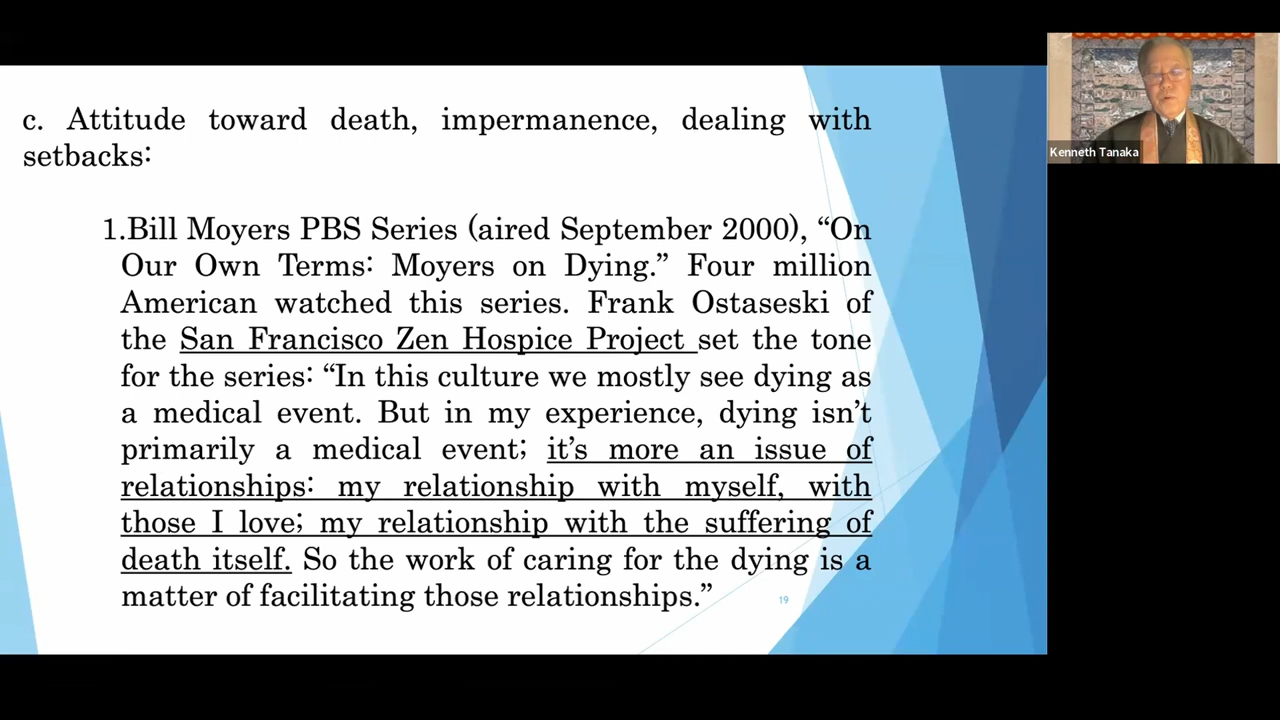 c. Attitude toward death, impermanence, dealing with
setbacks:
1.Bill Moyers PBS Series (aired September 2000), “On
Our Own Terms: Moyers on Dying.” Four million
American watched this series. Frank Ostaseski of
the San Francisco Zen Hospice Project set the tone
for the series: “In this culture we mostly see dying as
a medical event. But in my experience, dying isn’t
primarily a medical event; it’s more an issue of
relationships: my relationship with myself, with
those I love; my relationship with the suffering of
death itself. So the work of caring for the dying is a
matter of facilitating those relationships.”
19
Kenneth Tanaka